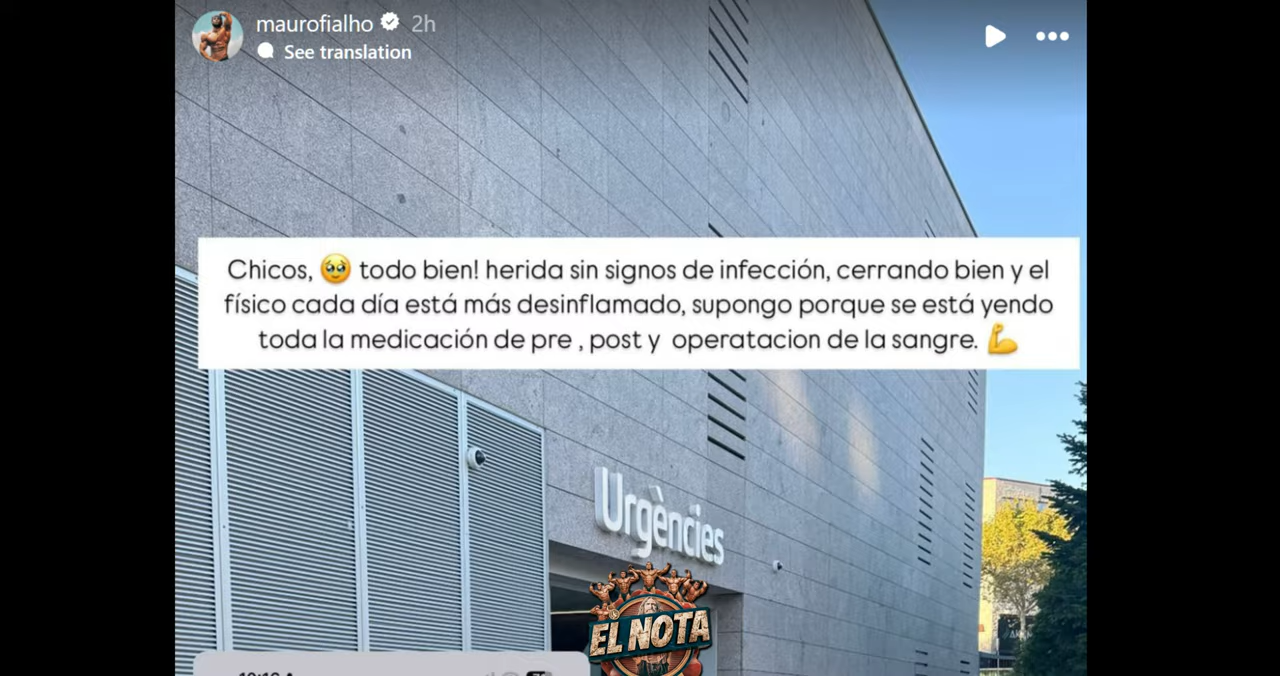 maurofialho 2h
See translation
Chicos, 🥹 todo bien! herida sin signos de infección, cerrando bien y el
físico cada día está más desinflamado, supongo porque se está yendo
toda la medicación de pre , post y operatacion de la sangre. 💪
Urgències
EL NOTA